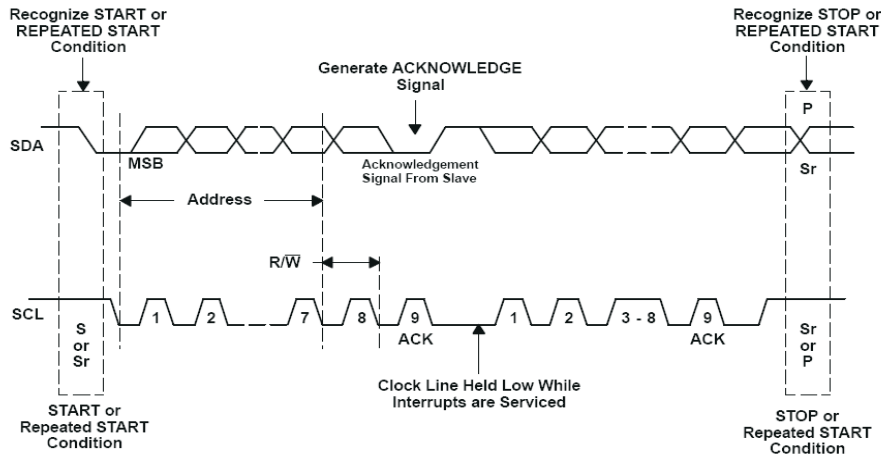 Recognize START or
REPEATED START
Condition
Recognize STOP or
REPEATED START
Condition
Generate ACKNOWLEDGE
Signal
P
SDA
MSB
Acknowledgement
Signal From Slave
Sr
Address
R/W̅
SCL
1
2
7
8
9
1
2
3 - 8
9
ACK
ACK
S
or
Sr
Sr
or
P
Clock Line Held Low While
Interrupts are Serviced
START or
Repeated START
Condition
STOP or
Repeated START
Condition